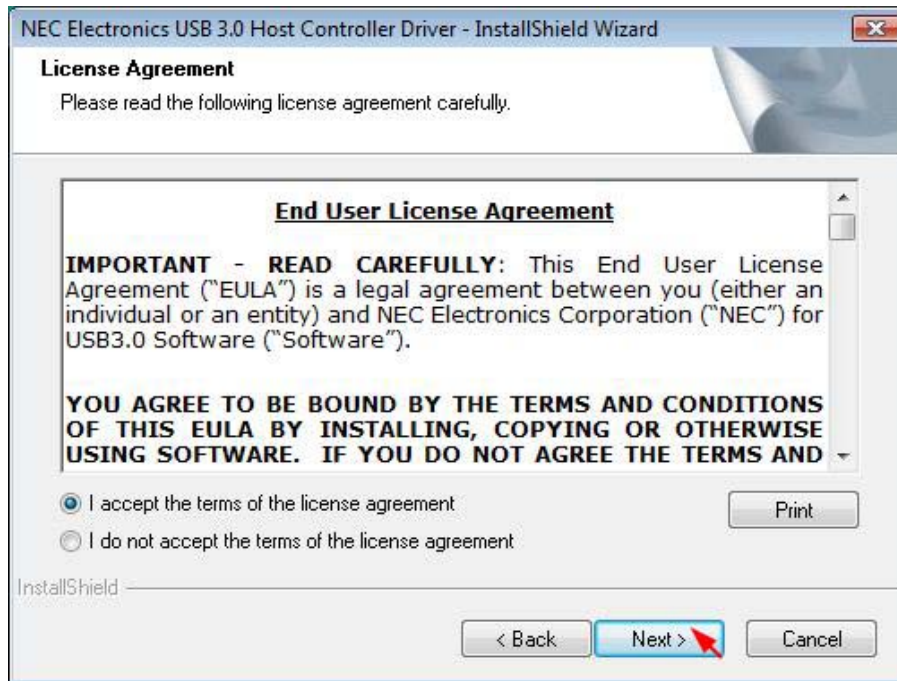 NEC Electronics USB 3.0 Host Controller Driver - InstallShield Wizard
License Agreement
Please read the following license agreement carefully.
End User License Agreement
IMPORTANT - READ CAREFULLY: This End User License
Agreement (“EULA”) is a legal agreement between you (either an
individual or an entity) and NEC Electronics Corporation (“NEC”) for
USB3.0 Software (“Software”).
YOU AGREE TO BE BOUND BY THE TERMS AND CONDITIONS
OF THIS EULA BY INSTALLING, COPYING OR OTHERWISE
USING SOFTWARE. IF YOU DO NOT AGREE THE TERMS AND
I accept the terms of the license agreement
Print
I do not accept the terms of the license agreement
InstallShield
< Back
Next >
Cancel